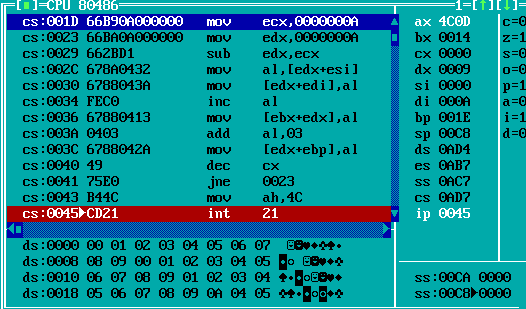 [■]=CPU 80486 1=[↑][↓]
cs:001D 66B90A000000 mov ecx,0000000A
cs:0023 66BA0A000000 mov edx,0000000A
cs:0029 662BD1 sub edx,ecx
cs:002C 678A0432 mov al,[edx+esi]
cs:0030 6788043A mov [edx+edi],al
cs:0034 FEC0 inc al
cs:0036 67880413 mov [ebx+edx],al
cs:003A 0403 add al,03
cs:003C 6788042A mov [edx+ebp],al
cs:0040 49 dec cx
cs:0041 75E0 jne 0023
cs:0043 B44C mov ah,4C
cs:0045►CD21 int 21
ax 4C0D c=0
bx 0014 z=1
cx 0000 s=0
dx 0009 o=0
si 0000 p=1
di 000A a=0
bp 001E i=1
sp 00C8 d=0
ds 0AD4
es 0AB7
ss 0AC7
cs 0AD7
ip 0045
ds:0000 00 01 02 03 04 05 06 07 ☺☻♥♦♣♠•
ds:0008 08 09 00 01 02 03 04 05 ◘○ ☺☻♥♦♣
ds:0010 06 07 08 09 01 02 03 04 ♠•◘○☺☻♥♦
ds:0018 05 06 07 08 09 0A 04 05 ♣♠•◘○◙♦♣
ss:00CA 0000
ss:00C8►0000